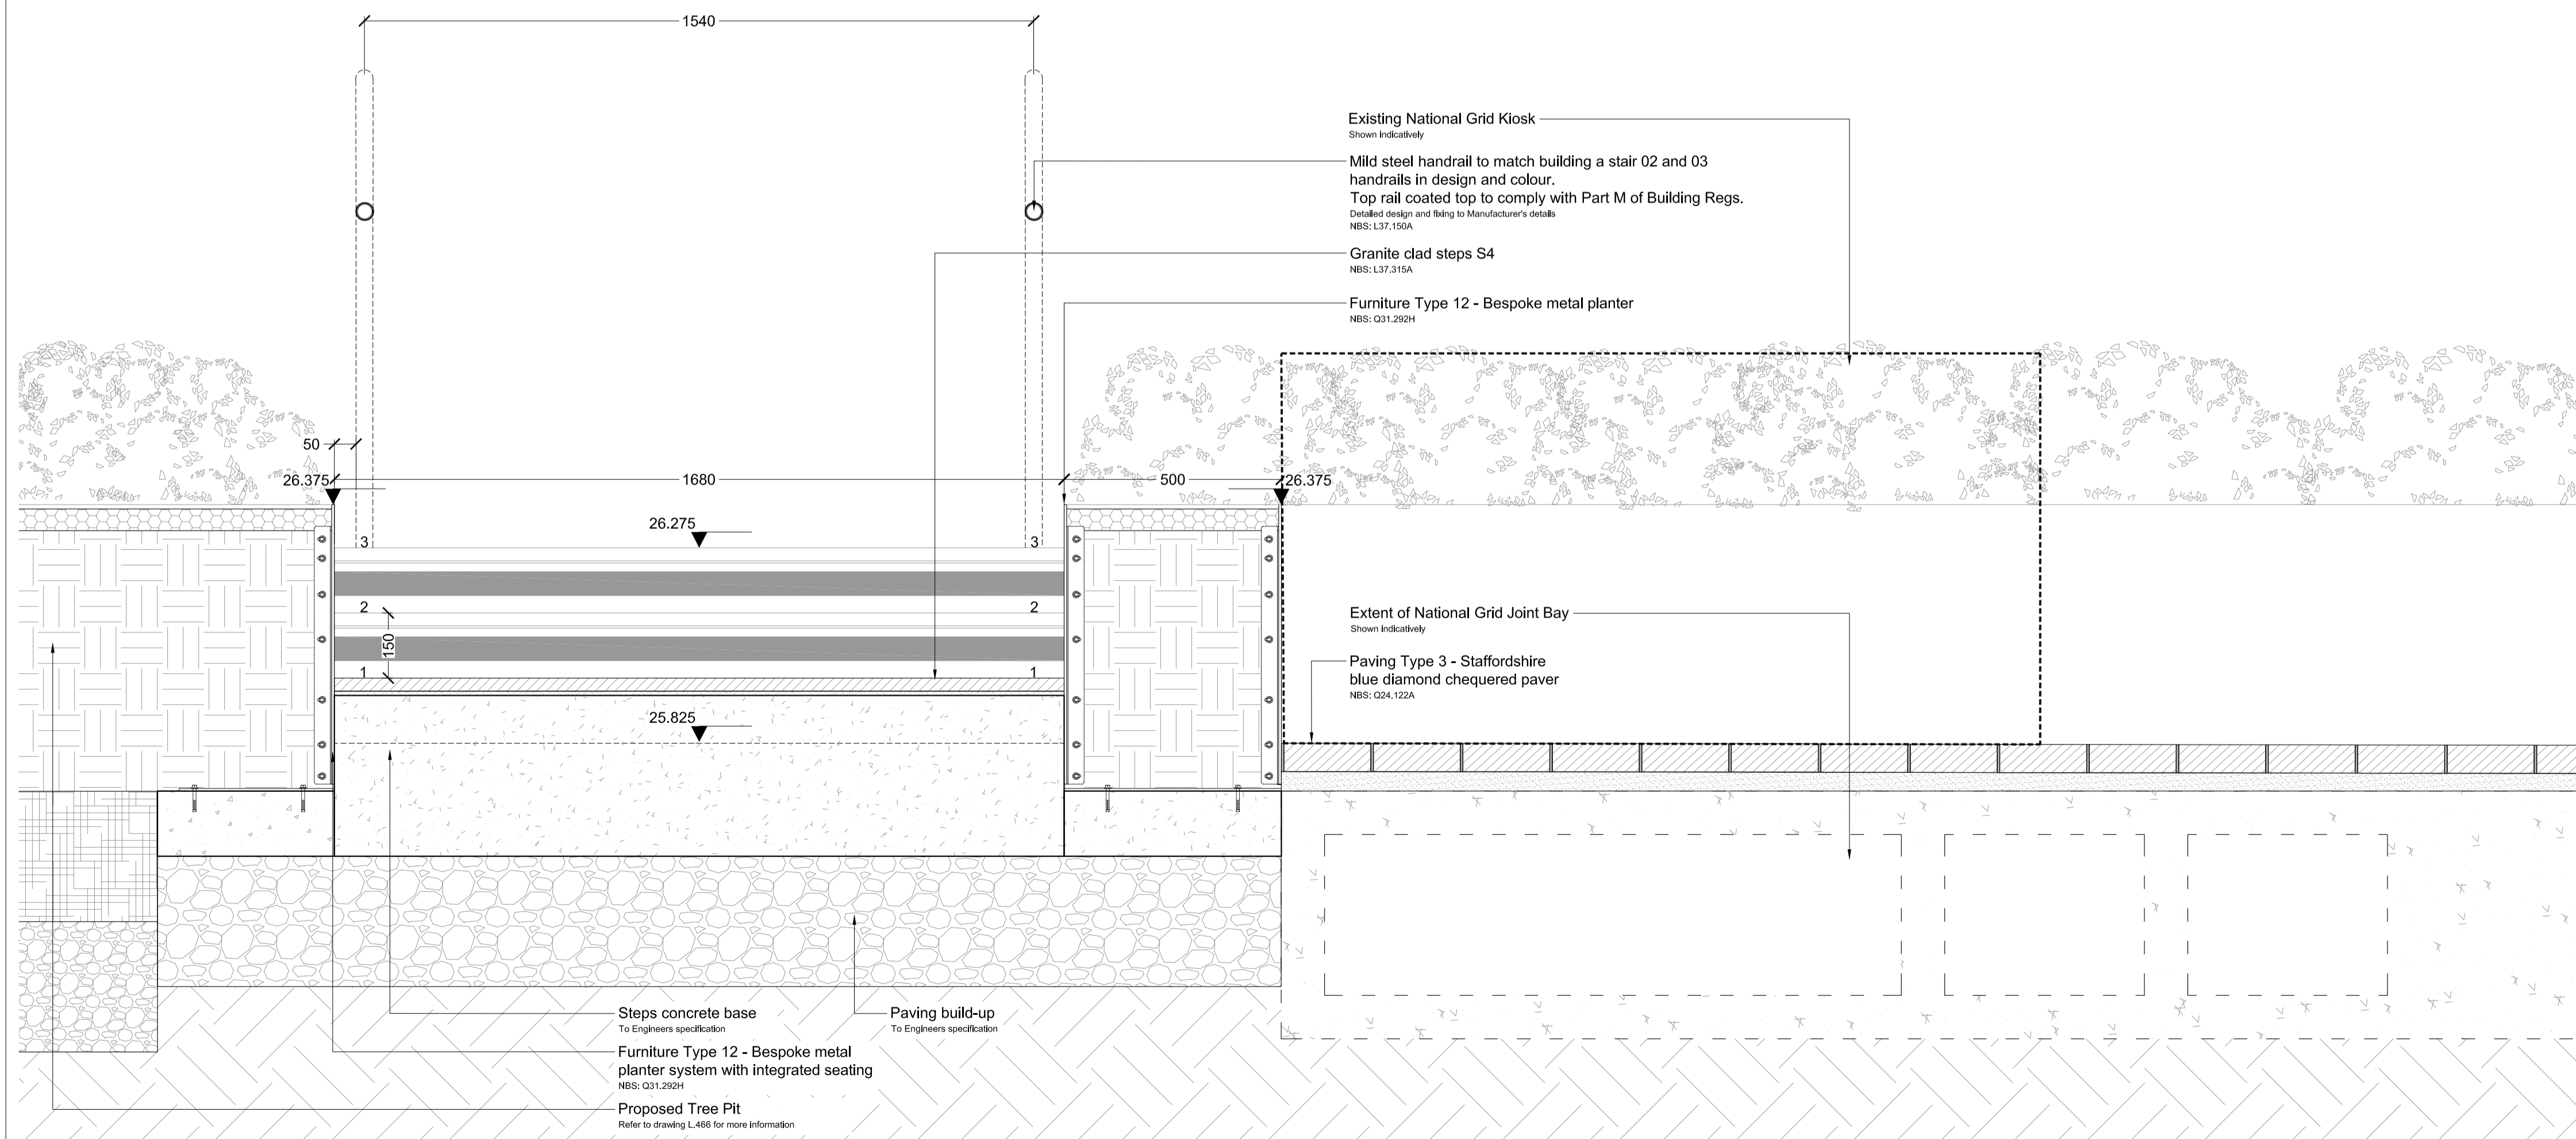 1540
Existing National Grid Kiosk
Shown indicatively
Mild steel handrail to match building a stair 02 and 03
handrails in design and colour.
Top rail coated top to comply with Part M of Building Regs.
Detailed design and fixing to Manufacturer's details
NBS: L37.150A
Granite clad steps S4
NBS: L37.315A
Furniture Type 12 - Bespoke metal planter
NBS: Q31.292H
50
26.375
1680
500
26.375
26.275
3
3
2
2
150
1
1
25.825
Extent of National Grid Joint Bay
Shown indicatively
Paving Type 3 - Staffordshire
blue diamond chequered paver
NBS: Q24.122A
Steps concrete base
To Engineers specification
Paving build-up
To Engineers specification
Furniture Type 12 - Bespoke metal
planter system with integrated seating
NBS: Q31.292H
Proposed Tree Pit
Refer to drawing L.466 for more information